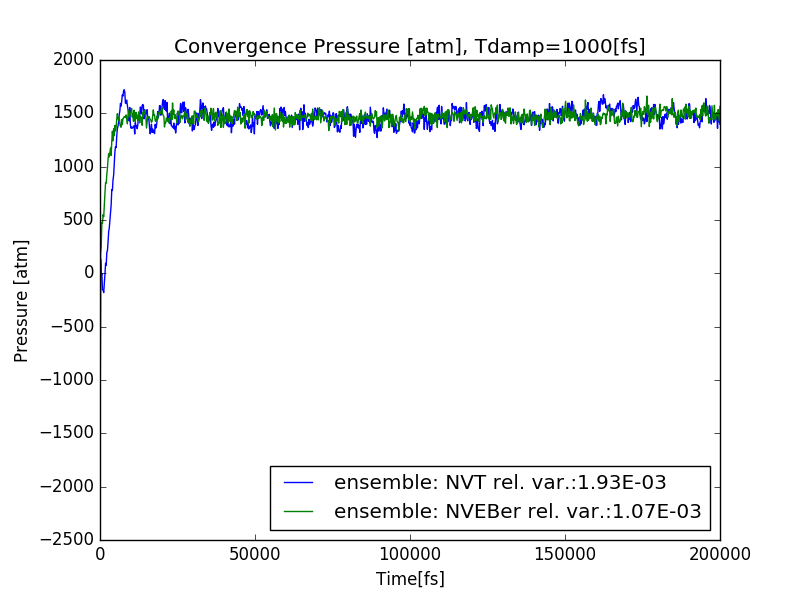 Convergence Pressure [atm], Tdamp=1000[fs]
2000
1500
1000
500
0
−500
−1000
−1500
−2000
−2500
Pressure [atm]
ensemble: NVT rel. var.:1.93E-03
ensemble: NVEBer rel. var.:1.07E-03
0 50000 100000 150000 200000
Time[fs]